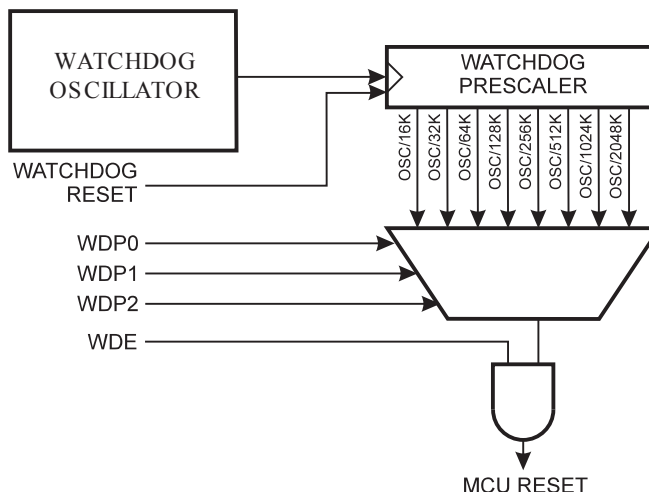 WATCHDOG
OSCILLATOR
WATCHDOG
PRESCALER
OSC/16K
OSC/32K
OSC/64K
OSC/128K
OSC/256K
OSC/512K
OSC/1024K
OSC/2048K
WATCHDOG
RESET
WDP0
WDP1
WDP2
WDE
MCU RESET